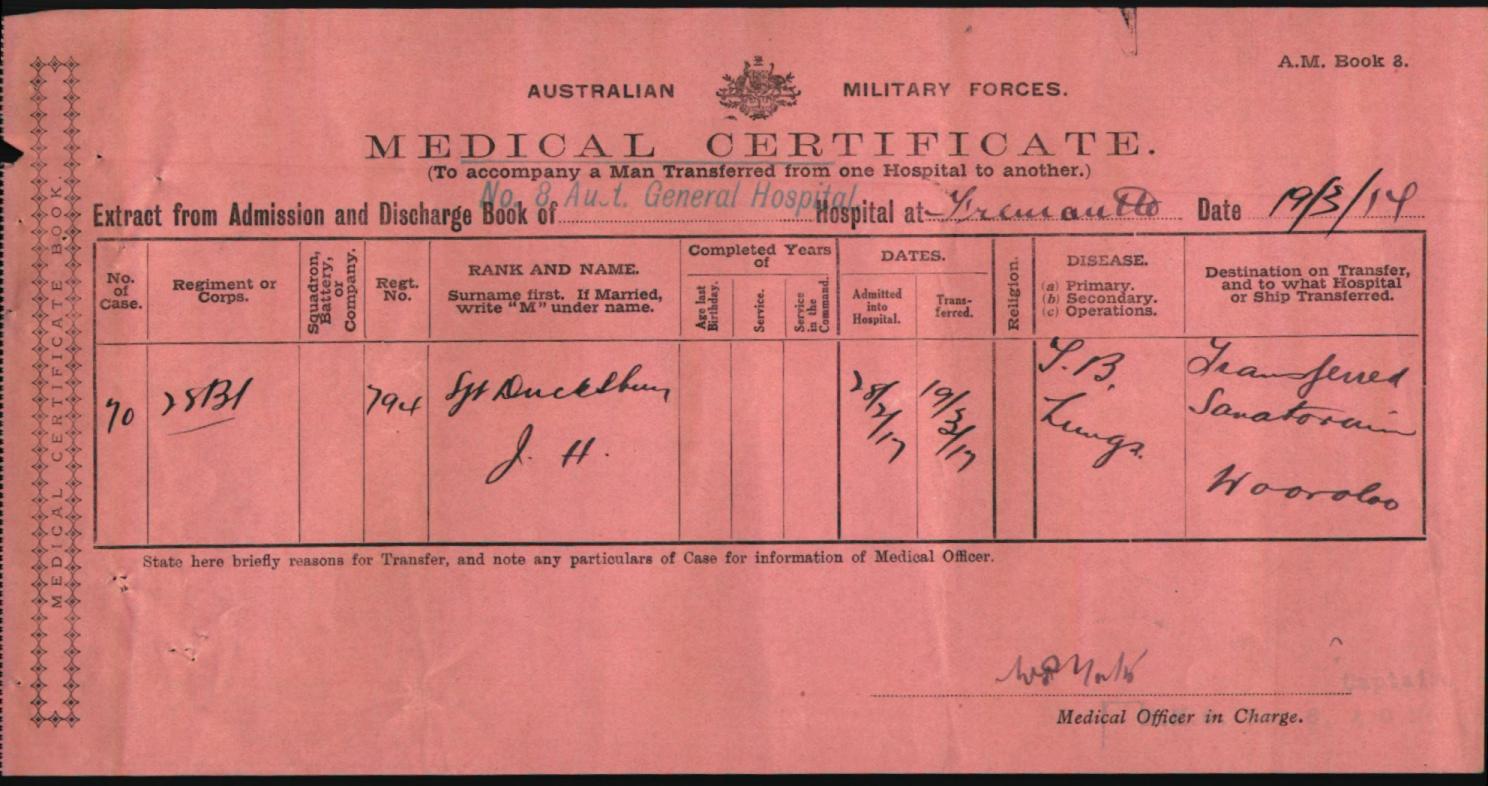 A.M. Book 8.
AUSTRALIAN MILITARY FORCES.
MEDICAL CERTIFICATE.
(To accompany a Man Transferred from one Hospital to another.)
No. 8 Au.t. General Hospital
Extract from Admission and Discharge Book of Hospital at Fremantle Date 19/3/17
MEDICAL CERTIFICATE BOOK.
No. of Case.
Regiment or Corps.
Squadron, Battery, or Company.
Regt. No.
RANK AND NAME.
Surname first. If Married, write "M" under name.
Completed Years of
Age last Birthday.
Service.
Service in the Command.
DATES.
Admitted into Hospital.
Transferred.
Religion.
DISEASE.
(a) Primary.
(b) Secondary.
(c) Operations.
Destination on Transfer, and to what Hospital or Ship Transferred.
70 28Bt 794 Sgt Ducksbury
J. H.
28/2/17 19/3/17
T.B.
Lungs.
Transferred
Sanatorium
Wooroloo
State here briefly reasons for Transfer, and note any particulars of Case for information of Medical Officer.
Captain
Medical Officer in Charge.